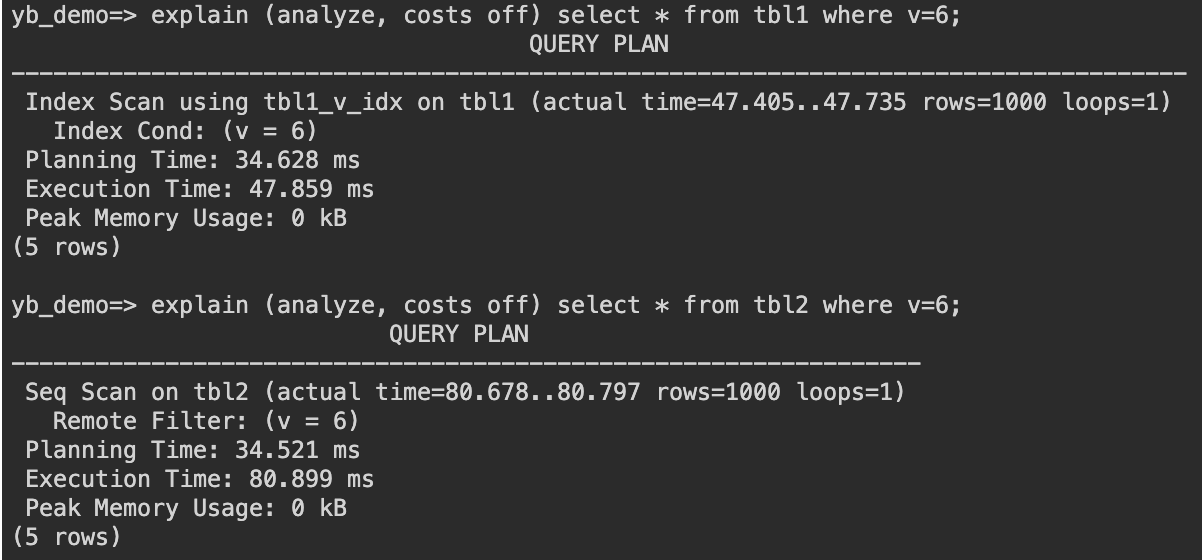 yb_demo=> explain (analyze, costs off) select * from tbl1 where v=6;
QUERY PLAN
-------------------------------------------------------------------------------------
Index Scan using tbl1_v_idx on tbl1 (actual time=47.405..47.735 rows=1000 loops=1)
Index Cond: (v = 6)
Planning Time: 34.628 ms
Execution Time: 47.859 ms
Peak Memory Usage: 0 kB
(5 rows)
yb_demo=> explain (analyze, costs off) select * from tbl2 where v=6;
QUERY PLAN
------------------------------------------------------------------
Seq Scan on tbl2 (actual time=80.678..80.797 rows=1000 loops=1)
Remote Filter: (v = 6)
Planning Time: 34.521 ms
Execution Time: 80.899 ms
Peak Memory Usage: 0 kB
(5 rows)